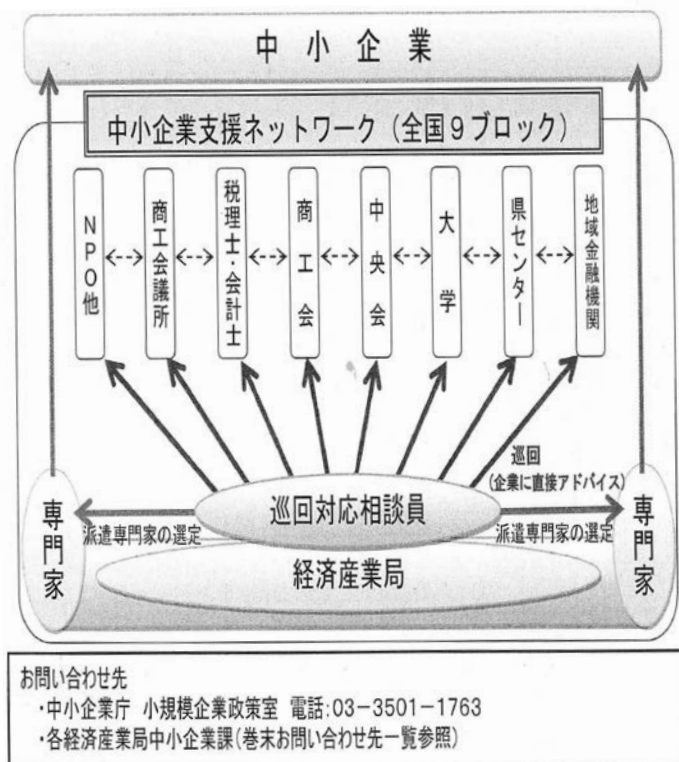 中小企業
中小企業支援ネットワーク（全国９ブロック）
ＮＰＯ他
商工会議所
税理士・会計士
商工会
中央会
大学
県センター
地域金融機関
巡回
（企業に直接アドバイス）
専門家
派遣専門家の選定
巡回対応相談員
派遣専門家の選定
専門家
経済産業局
お問い合わせ先
・中小企業庁 小規模企業政策室 電話：０３－３５０１－１７６３
・各経済産業局中小企業課（巻末お問い合わせ先一覧参照）